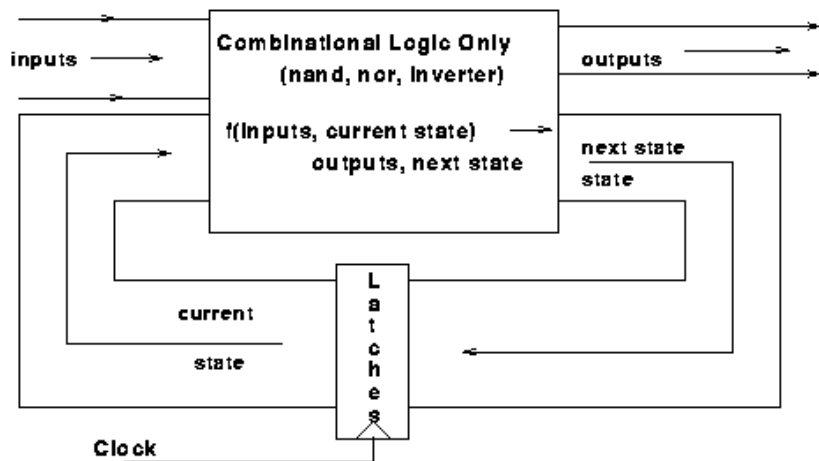 Combinational Logic Only
(nand, nor, inverter)
inputs
outputs
f(inputs, current state)
outputs, next state
next state
state
Latches
current
state
Clock